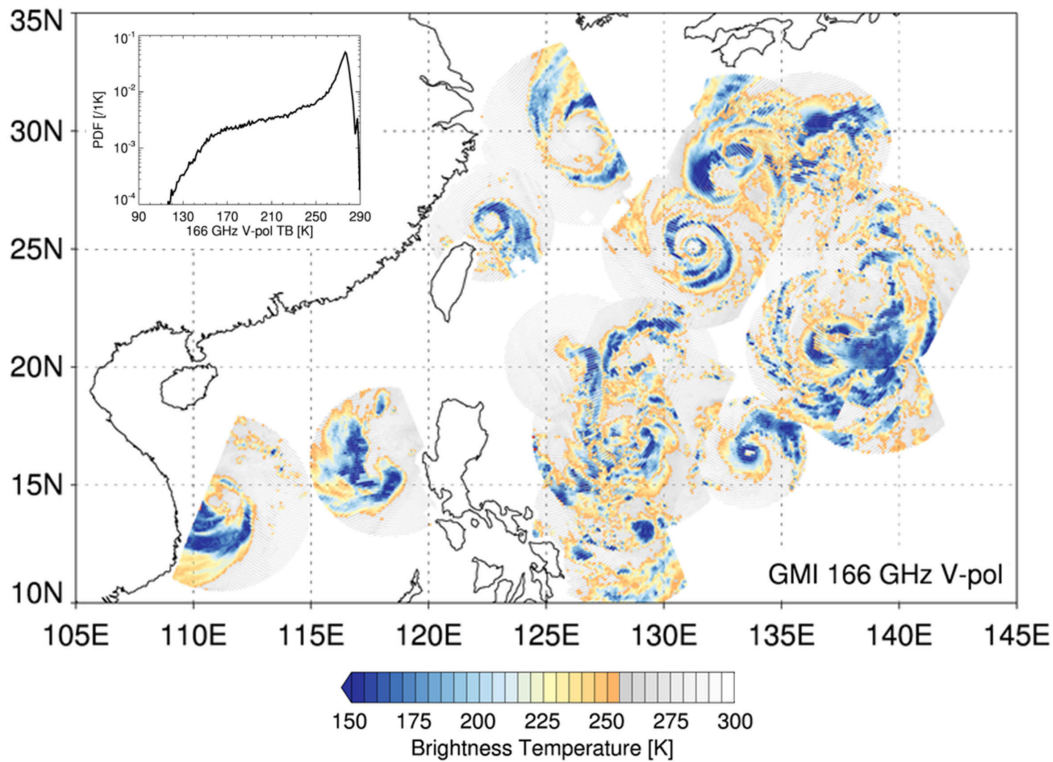 35N
30N
25N
20N
15N
10N
105E 110E 115E 120E 125E 130E 135E 140E 145E
PDF [/1K]
10-1
10-2
10-3
10-4
90 130 170 210 250 290
166 GHz V-pol TB [K]
GMI 166 GHz V-pol
150 175 200 225 250 275 300
Brightness Temperature [K]